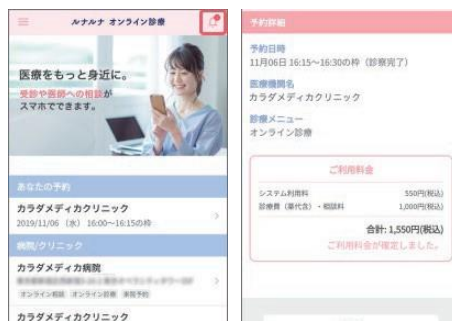 ルナルナ オンライン診療
医療をもっと身近に。
受診や医師への相談が
スマホでできます。
あなたの予約
カラダメディカクリニック
2019/11/06 (水) 16:00~16:15の枠
病院/クリニック
カラダメディカ病院
オンライン相談 オンライン診療 来院予約
カラダメディカクリニック
予約詳細
予約日時
11月06日 16:15~16:30の枠(診察完了)
医療機関名
カラダメディカクリニック
診療メニュー
オンライン診療
ご利用料金
システム利用料 550円(税込)
診療費(薬代含)・相談料 1,000円(税込)
合計: 1,550円(税込)
ご利用料金が確定しました。